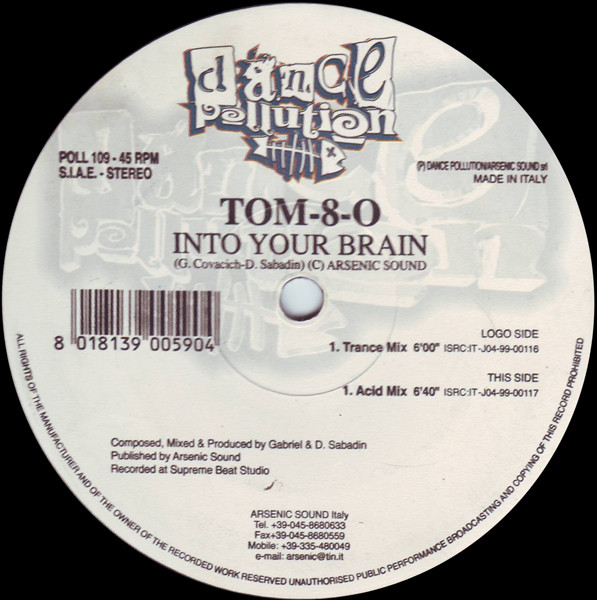 dance
pollution
POLL 109 - 45 RPM
S.I.A.E. - STEREO
(P) DANCE POLLUTION/ARSENIC SOUND srl
MADE IN ITALY
TOM-8-O
INTO YOUR BRAIN
(G. Covacich-D. Sabadin) (C) ARSENIC SOUND
8 018139 005904
LOGO SIDE
1. Trance Mix 6'00" ISRC:IT-J04-99-00116
THIS SIDE
1. Acid Mix 6'40" ISRC:IT-J04-99-00117
Composed, Mixed & Produced by Gabriel & D. Sabadin
Published by Arsenic Sound
Recorded at Supreme Beat Studio
ARSENIC SOUND Italy
Tel. +39-045-8680633
Fax+39-045-8680559
Mobile: +39-335-480049
e-mail: arsenic@tin.it
ALL RIGHTS OF THE MANUFACTURER AND OF THE OWNER OF THE RECORDED WORK RESERVED UNAUTHORISED PUBLIC PERFORMANCE BROADCASTING AND COPYING OF THIS RECORD PROHIBITED